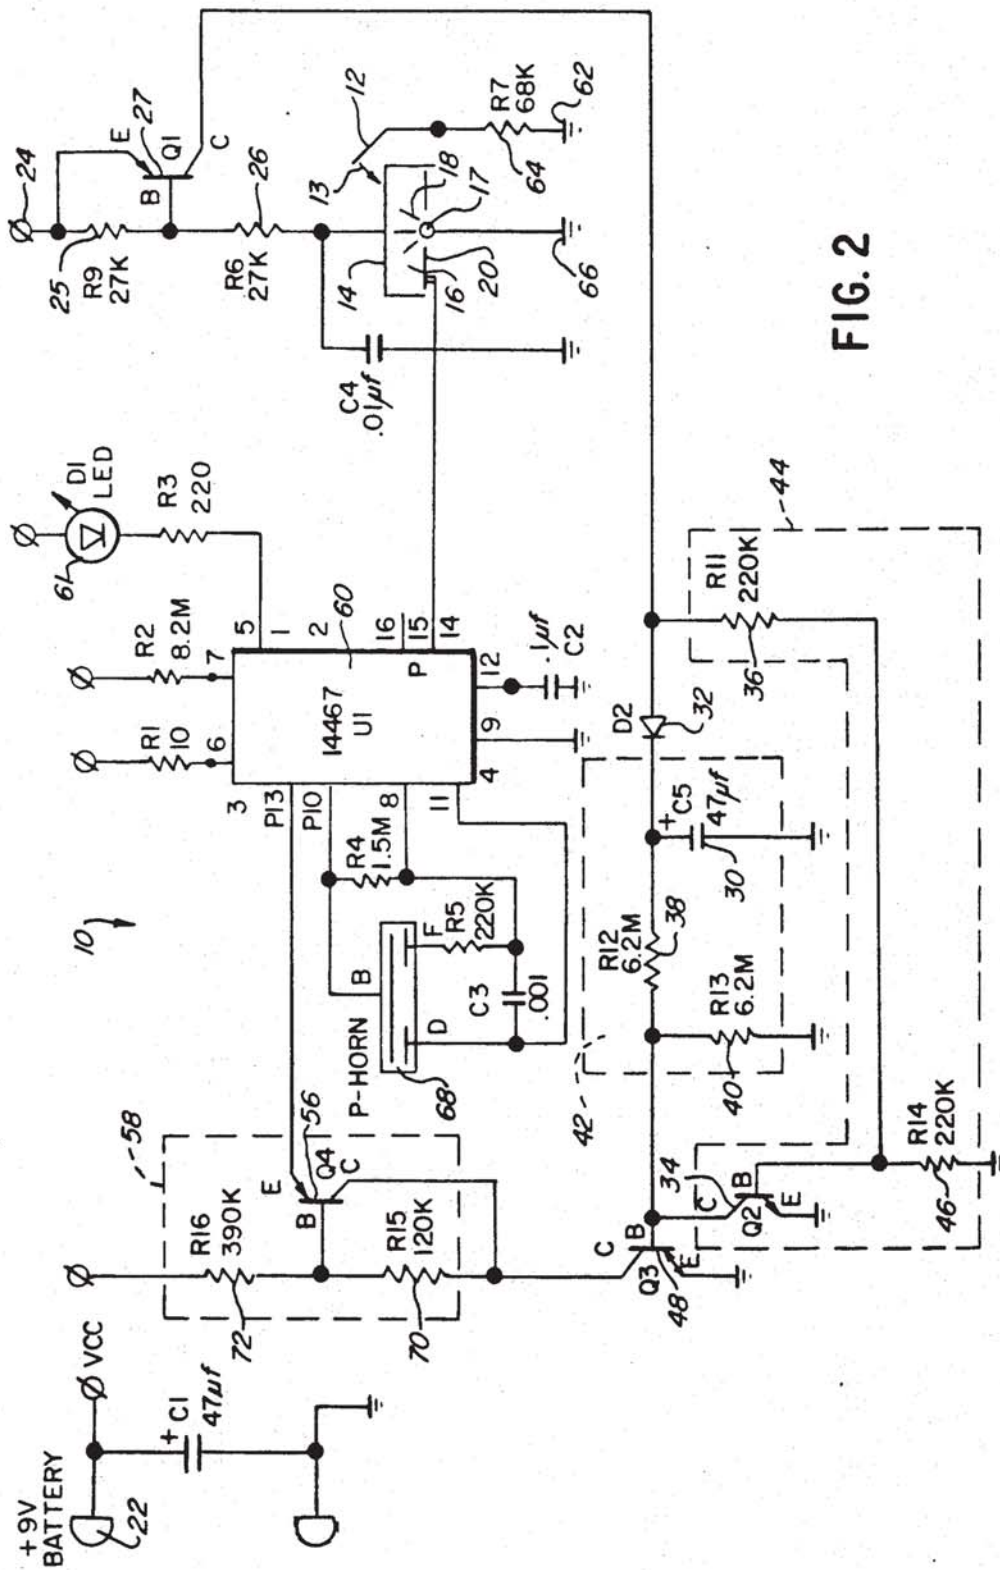 +9V
BATTERY
22
VCC
+ C1
47µf
58
R16
390K
72
E
B
Q4
C
56
R15
120K
70
10
P-HORN
B
D
F
68
R4
1.5M
R5
220K
C3
.001
R1
10
R2
8.2M
6
7
3
P13
P10
8
11
4
9
12
14467
U1
60
5
1
2
16
15
P
14
.1µf
C2
61
D1
LED
R3
220
24
25
R9
27K
B
E
27
Q1
C
R6
27K
26
C4
.01µf
14
13
12
18
17
16
20
R7
68K
64
62
66
C
B
Q3
E
48
34
C
B
Q2
E
42
R12
6.2M
38
R13
6.2M
40
+ C5
47µf
30
D2
32
R11
220K
36
44
R14
220K
46
FIG. 2